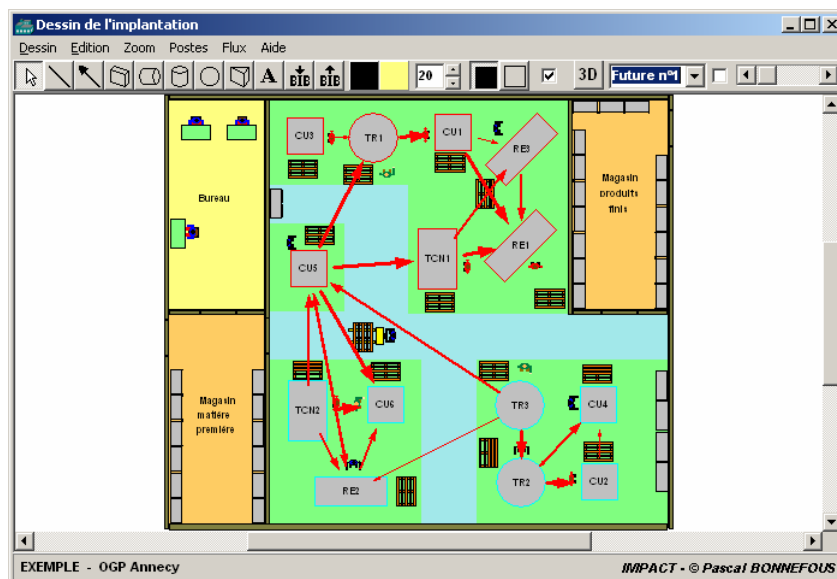 Dessin de l'implantation
Dessin Edition Zoom Postes Flux Aide
A BIB BIB 20 3D Future n°1
CU3
TR1
CU1
RE3
Magasin
produits
finis
Bureau
CU5
TCN1
RE1
Magasin
matière
première
TCN2
CU6
TR3
CU4
RE2
TR2
CU2
EXEMPLE - OGP Annecy
IMPACT - © Pascal BONNEFOUS